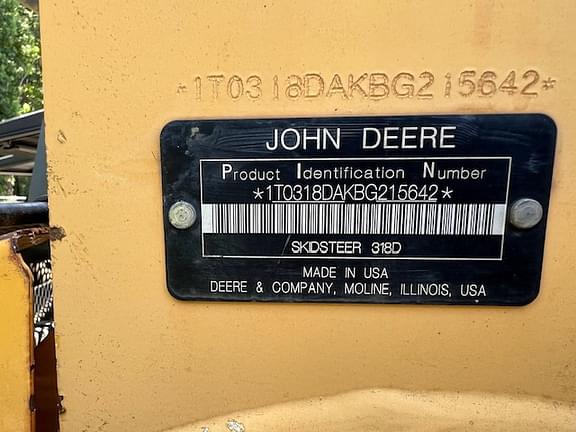 *1T0318DAKBG215642*
JOHN DEERE
Product Identification Number
*1T0318DAKBG215642*
SKIDSTEER 318D
MADE IN USA
DEERE & COMPANY, MOLINE, ILLINOIS, USA